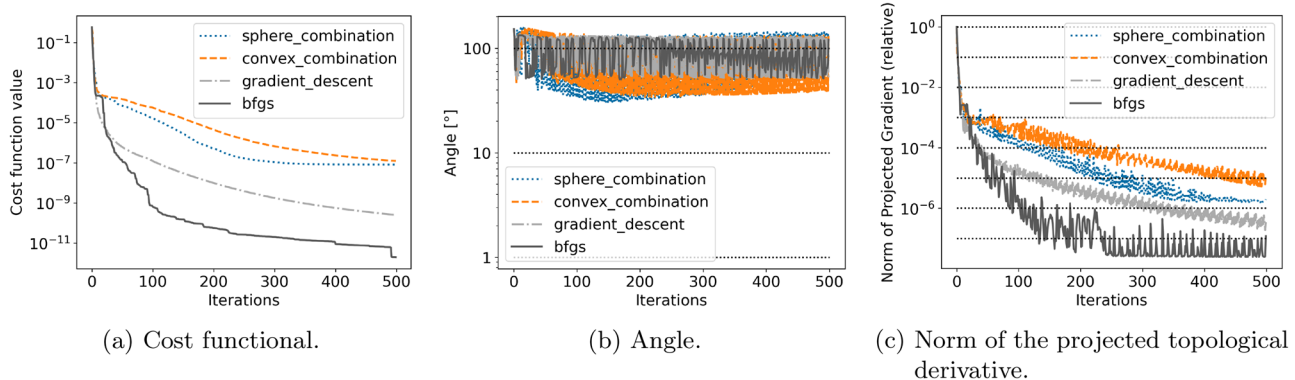 Cost function value
10⁻¹
10⁻³
10⁻⁵
10⁻⁷
10⁻⁹
10⁻¹¹
sphere_combination
convex_combination
gradient_descent
bfgs
0 100 200 300 400 500
Iterations
(a) Cost functional.
Angle [°]
100
10
1
sphere_combination
convex_combination
gradient_descent
bfgs
0 100 200 300 400 500
Iterations
(b) Angle.
Norm of Projected Gradient (relative)
10⁰
10⁻²
10⁻⁴
10⁻⁶
sphere_combination
convex_combination
gradient_descent
bfgs
0 100 200 300 400 500
Iterations
(c) Norm of the projected topological
derivative.